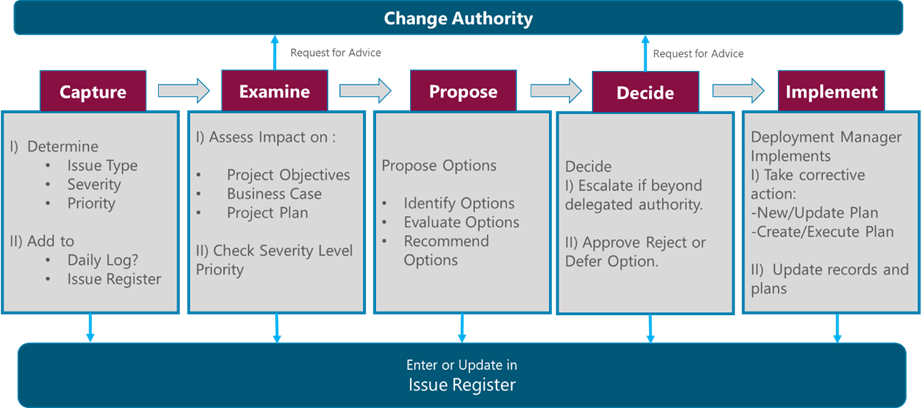 Change Authority
Request for Advice
Request for Advice
Capture
Examine
Propose
Decide
Implement
I) Determine
• Issue Type
• Severity
• Priority
II) Add to
• Daily Log?
• Issue Register
I) Assess Impact on :
• Project Objectives
• Business Case
• Project Plan
II) Check Severity Level
Priority
Propose Options
• Identify Options
• Evaluate Options
• Recommend
Options
Decide
I) Escalate if beyond
delegated authority.
II) Approve Reject or
Defer Option.
Deployment Manager
Implements
I) Take corrective
action:
-New/Update Plan
-Create/Execute Plan
II) Update records and
plans
Enter or Update in
Issue Register